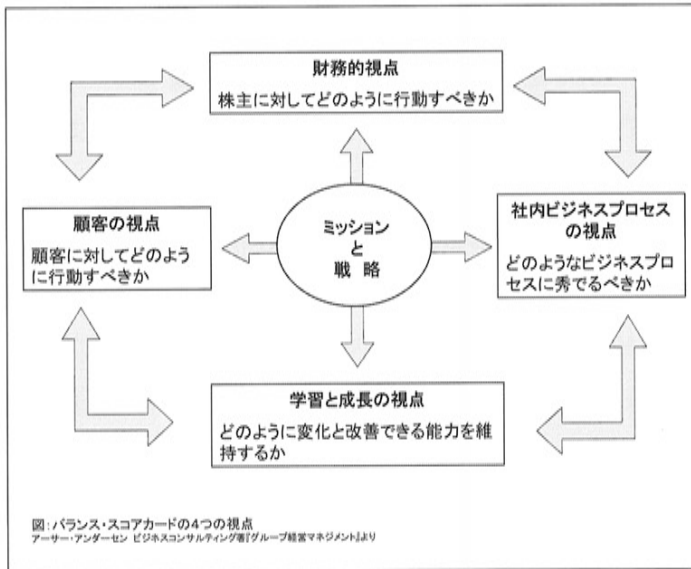 財務的視点
株主に対してどのように行動すべきか
顧客の視点
顧客に対してどのよう
に行動すべきか
ミッション
と
戦 略
社内ビジネスプロセス
の視点
どのようなビジネスプロ
セスに秀でるべきか
学習と成長の視点
どのように変化と改善できる能力を維
持するか
図:バランス・スコアカードの4つの視点
アーサー・アンダーセン ビジネスコンサルティング著『グループ経営マネジメント』より